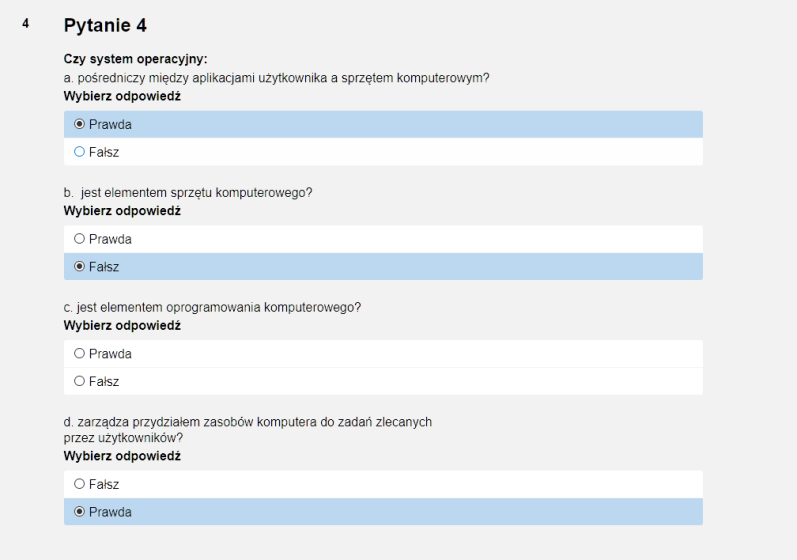 4 Pytanie 4
Czy system operacyjny:
a. pośredniczy między aplikacjami użytkownika a sprzętem komputerowym?
Wybierz odpowiedź
Prawda
Fałsz
b. jest elementem sprzętu komputerowego?
Wybierz odpowiedź
Prawda
Fałsz
c. jest elementem oprogramowania komputerowego?
Wybierz odpowiedź
Prawda
Fałsz
d. zarządza przydziałem zasobów komputera do zadań zlecanych
przez użytkowników?
Wybierz odpowiedź
Fałsz
Prawda